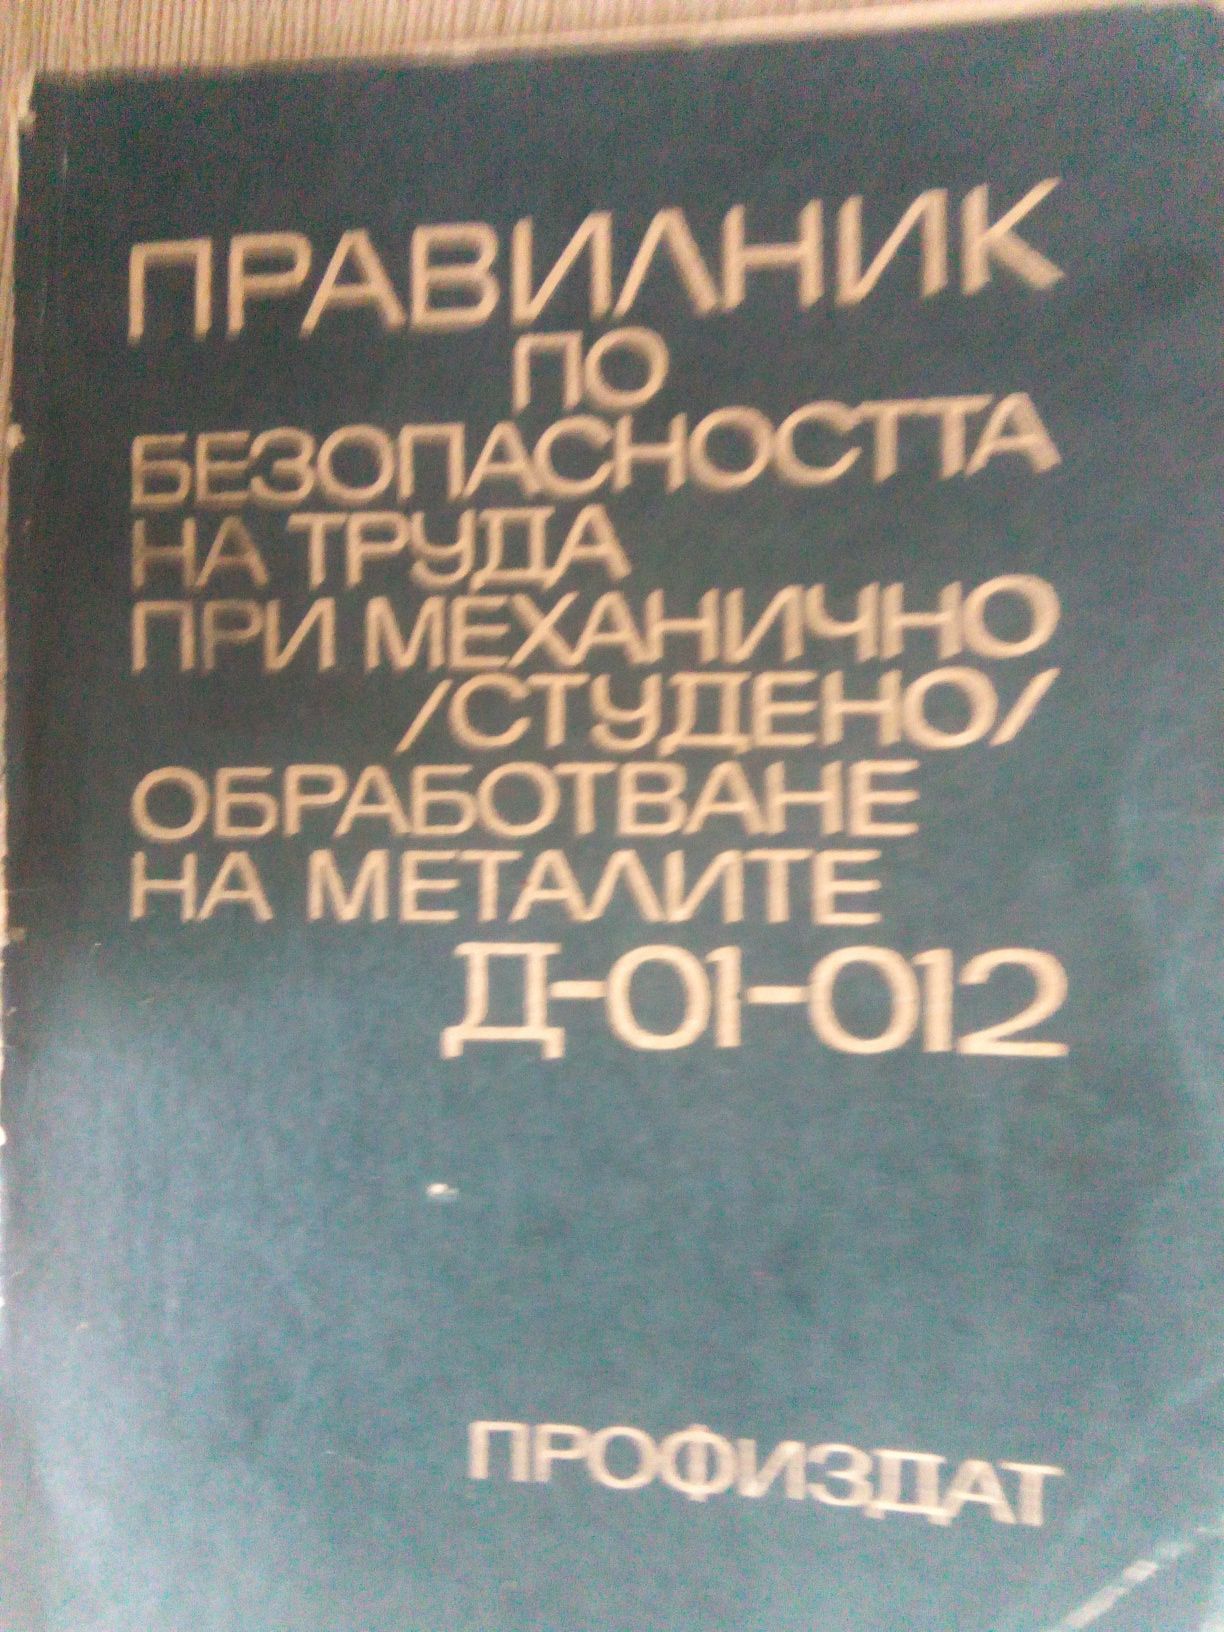 ПРАВИЛНИК
ПО
БЕЗОПАСНОСТТА
НА ТРУДА
ПРИ МЕХАНИЧНО
/СТУДЕНО/
ОБРАБОТВАНЕ
НА МЕТАЛИТЕ
Д-01-012
ПРОФИЗДАТ